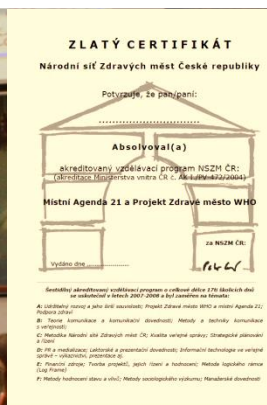 ZLATÝ CERTIFIKÁT
Národní síť Zdravých měst České republiky
Potvrzuje, že pan/paní:
Absolvoval(a)
akreditovaný vzdělávací program NSZM ČR:
(akreditace Ministerstva vnitra ČR č. AK I./PV-472/2004)
Místní Agenda 21 a Projekt Zdravé město WHO
za NSZM ČR:
Vydáno dne
Šestidílný akreditovaný vzdělávací program o celkové délce 176 školicích dnů
se uskutečnil v letech 2007-2008 a byl zaměřen na témata:
A: Udržitelný rozvoj a jeho širší souvislosti; Projekt Zdravé město WHO a místní Agenda 21;
Podpora zdraví
B: Teorie komunikace a komunikační dovednosti; Metody a techniky komunikace
s veřejností;
C: Metodika Národní sítě Zdravých měst ČR; Kvalita veřejné správy; Strategické plánování
a řízení
D: PR a medializace; Lektorské a prezentační dovednosti; Informační technologie ve veřejné
správě - výkaznictví, prezentace aj.
E: Finanční zdroje; Tvorba projektů, jejich řízení a hodnocení; Metoda logického rámce
(Log Frame)
F: Metody hodnocení stavu a vlivů; Metody sociologického výzkumu; Manažerské dovednosti